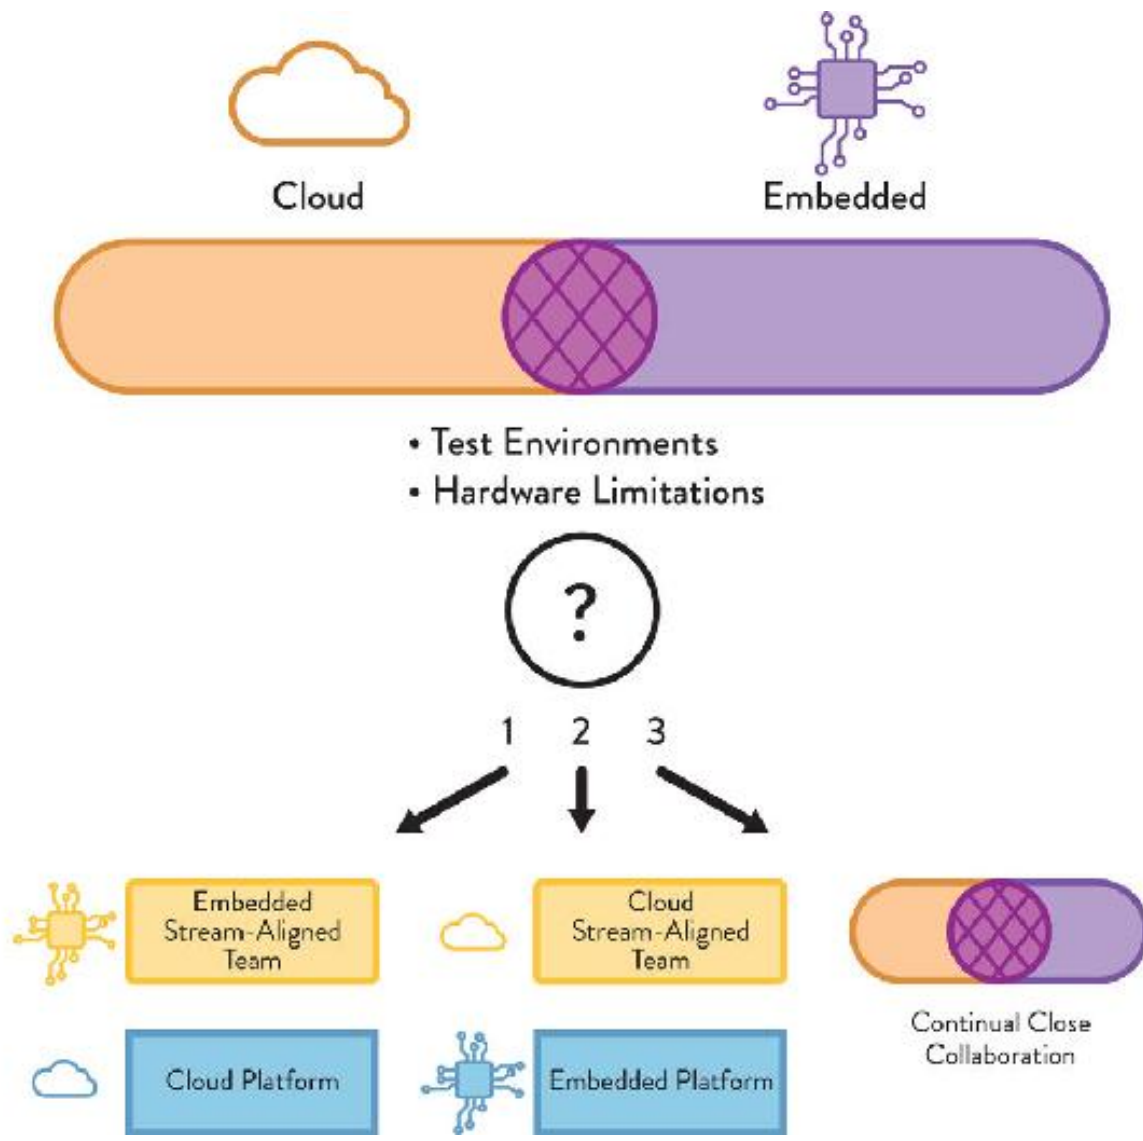 Cloud
Embedded
• Test Environments
• Hardware Limitations
?
1 2 3
Embedded
Stream-Aligned
Team
Cloud
Stream-Aligned
Team
Continual Close
Collaboration
Cloud Platform
Embedded Platform